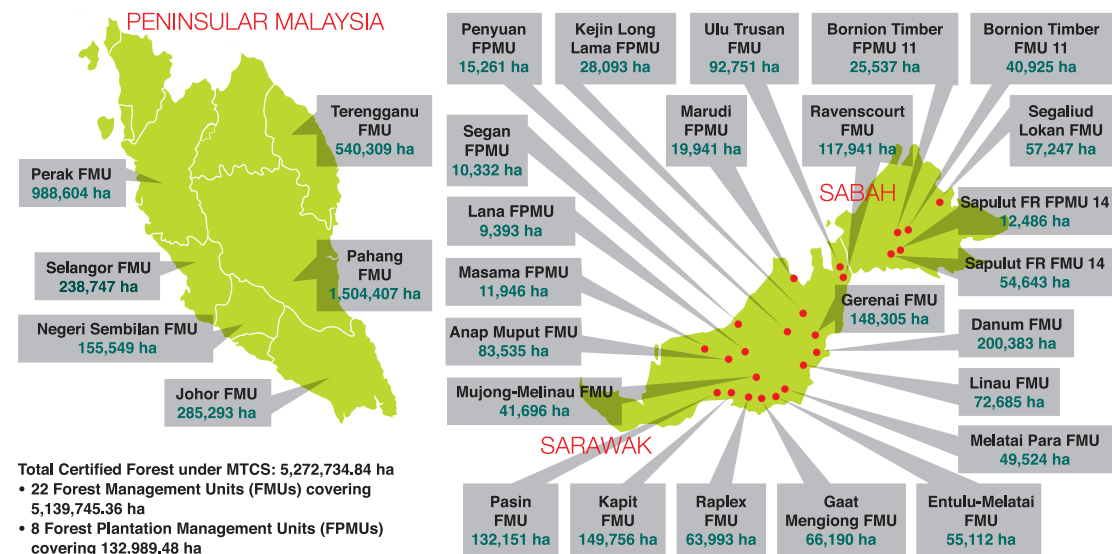 PENINSULAR MALAYSIA
Terengganu
FMU
540,309 ha
Perak FMU
988,604 ha
Selangor FMU
238,747 ha
Pahang
FMU
1,504,407 ha
Negeri Sembilan FMU
155,549 ha
Johor FMU
285,293 ha
Total Certified Forest under MTCS: 5,272,734.84 ha
• 22 Forest Management Units (FMUs) covering
5,139,745.36 ha
• 8 Forest Plantation Management Units (FPMUs)
covering 132,989.48 ha
Penyuan
FPMU
15,261 ha
Kejin Long
Lama FPMU
28,093 ha
Ulu Trusan
FMU
92,751 ha
Bornion Timber
FPMU 11
25,537 ha
Bornion Timber
FMU 11
40,925 ha
Segan
FPMU
10,332 ha
Marudi
FPMU
19,941 ha
Ravenscourt
FMU
117,941 ha
Segaliud
Lokan FMU
57,247 ha
SABAH
Lana FPMU
9,393 ha
Sapulut FR FPMU 14
12,486 ha
Masama FPMU
11,946 ha
Sapulut FR FMU 14
54,643 ha
Gerenai FMU
148,305 ha
Anap Muput FMU
83,535 ha
Danum FMU
200,383 ha
Mujong-Melinau FMU
41,696 ha
Linau FMU
72,685 ha
SARAWAK
Melatai Para FMU
49,524 ha
Pasin
FMU
132,151 ha
Kapit
FMU
149,756 ha
Raplex
FMU
63,993 ha
Gaat
Mengiong FMU
66,190 ha
Entulu-Melatai
FMU
55,112 ha